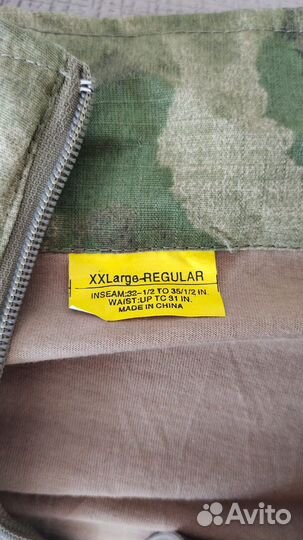 XXLarge-REGULAR
INSEAM:32-1/2 TO 35/1/2 IN.
WAIST:UP TO 31 IN.
MADE IN CHINA
Avito